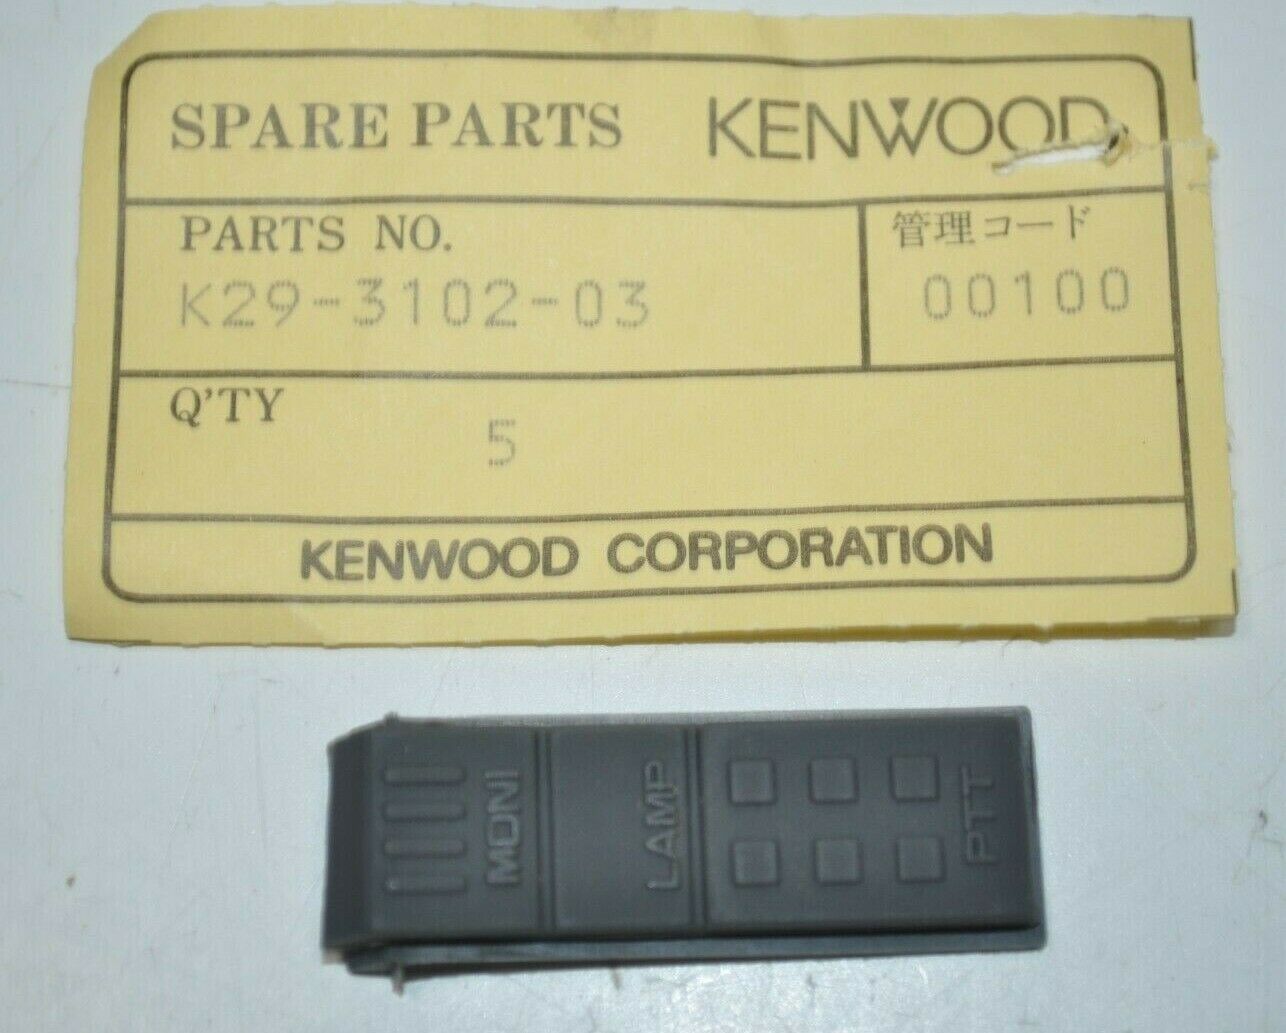 SPARE PARTS KENWOOD
PARTS NO. 管理コード
K29-3102-03 00100
Q'TY 5
KENWOOD CORPORATION
MONI
LAMP
PTT